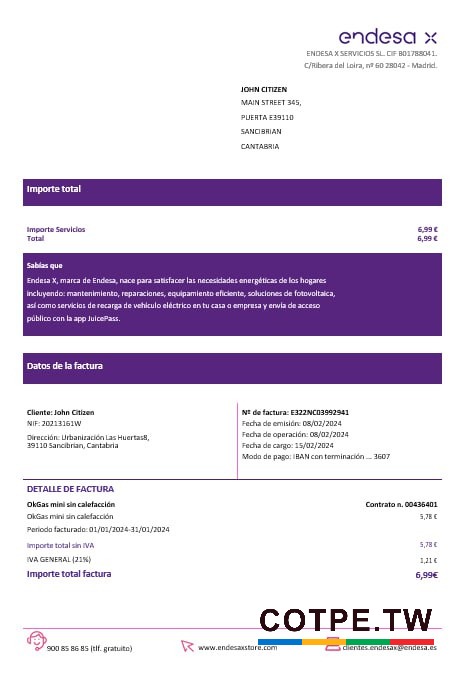 endesa x
ENDESA X SERVICIOS SL. CIF B01788041.
C/Ribera del Loira, nº 60 28042 - Madrid.
JOHN CITIZEN
MAIN STREET 345,
PUERTA E39110
SANCIBRIAN
CANTABRIA
Importe total
Importe Servicios 6,99 €
Total 6,99 €
Sabías que
Endesa X, marca de Endesa, nace para satisfacer las necesidades energéticas de los hogares
incluyendo: mantenimiento, reparaciones, equipamiento eficiente, soluciones de fotovoltaica,
así como servicios de recarga de vehículo eléctrico en tu casa o empresa y envía de acceso
público con la app JuicePass.
Datos de la factura
Cliente: John Citizen
NIF: 20213161W
Dirección: Urbanización Las Huertas8,
39110 Sancibrian, Cantabria
Nº de factura: E322NC03992941
Fecha de emisión: 08/02/2024
Fecha de operación: 08/02/2024
Fecha de cargo: 15/02/2024
Modo de pago: IBAN con terminación ... 3607
DETALLE DE FACTURA
OkGas mini sin calefacción Contrato n. 00436401
OkGas mini sin calefacción 5,78 €
Periodo facturado: 01/01/2024-31/01/2024
Importe total sin IVA 5,78 €
IVA GENERAL (21%) 1,21 €
Importe total factura 6,99€
COTPE.TW
900 85 86 85 (tlf. gratuito)
www.endesaxstore.com
clientes.endesax@endesa.es